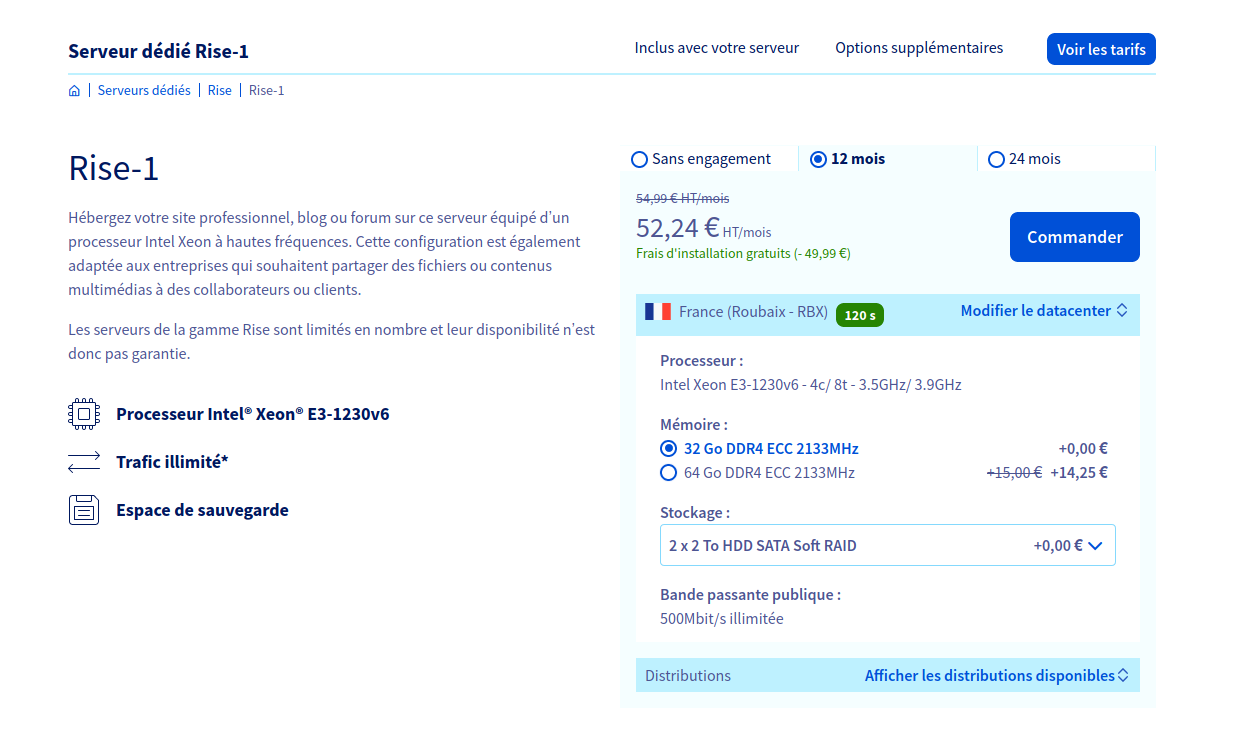 Serveur dédié Rise-1
Inclus avec votre serveur
Options supplémentaires
Voir les tarifs
Serveurs dédiés | Rise | Rise-1
Rise-1
Hébergez votre site professionnel, blog ou forum sur ce serveur équipé d’un
processeur Intel Xeon à hautes fréquences. Cette configuration est également
adaptée aux entreprises qui souhaitent partager des fichiers ou contenus
multimédias à des collaborateurs ou clients.
Les serveurs de la gamme Rise sont limités en nombre et leur disponibilité n’est
donc pas garantie.
Processeur Intel® Xeon® E3-1230v6
Trafic illimité*
Espace de sauvegarde
Sans engagement
12 mois
24 mois
54,99 € HT/mois
52,24 € HT/mois
Frais d'installation gratuits (- 49,99 €)
Commander
France (Roubaix - RBX) 120 s
Modifier le datacenter
Processeur :
Intel Xeon E3-1230v6 - 4c/ 8t - 3.5GHz/ 3.9GHz
Mémoire :
32 Go DDR4 ECC 2133MHz +0,00 €
64 Go DDR4 ECC 2133MHz +15,00 € +14,25 €
Stockage :
2 x 2 To HDD SATA Soft RAID +0,00 €
Bande passante publique :
500Mbit/s illimitée
Distributions
Afficher les distributions disponibles